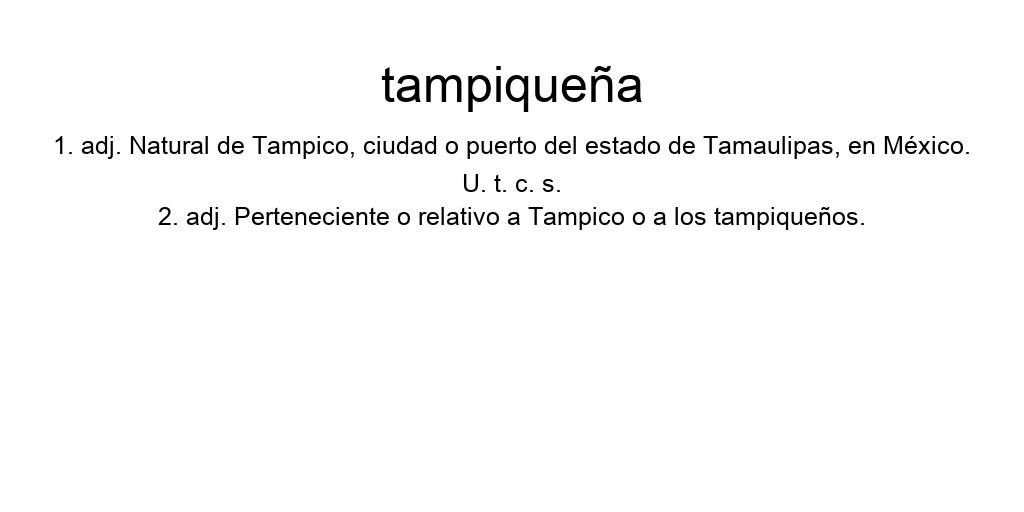 tampiqueña
1. adj. Natural de Tampico, ciudad o puerto del estado de Tamaulipas, en México.
U. t. c. s.
2. adj. Perteneciente o relativo a Tampico o a los tampiqueños.